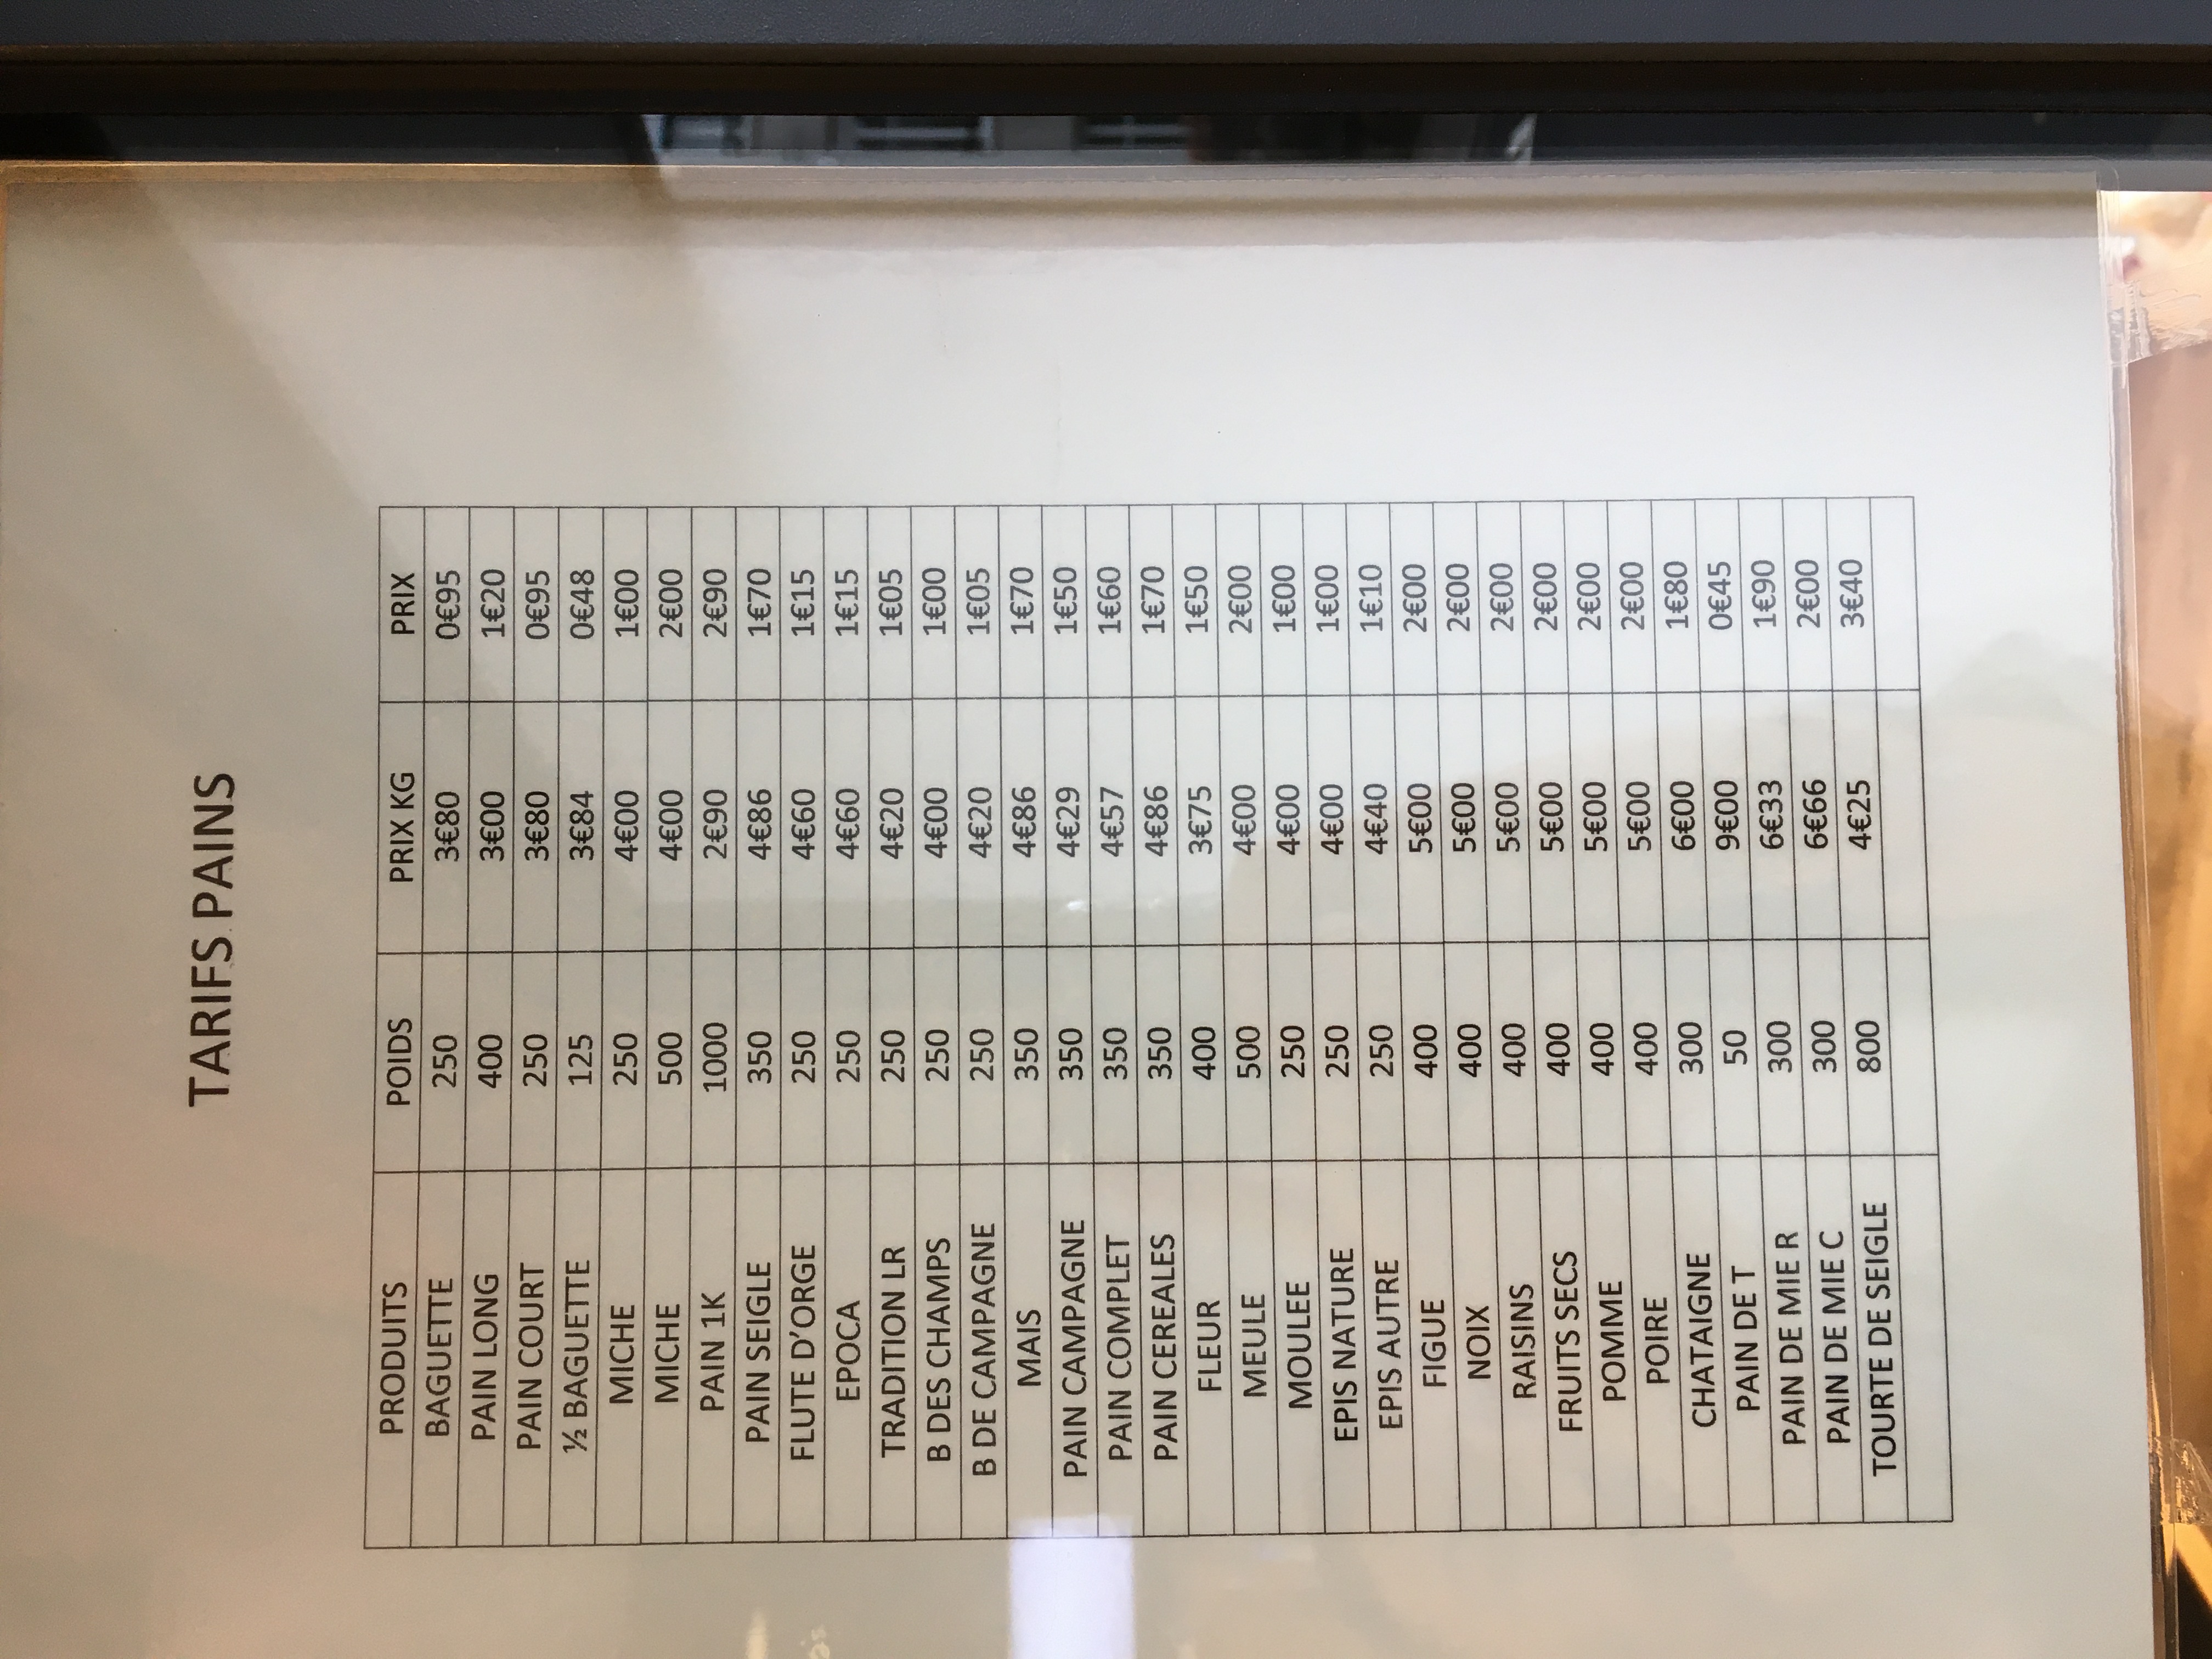 TARIFS PAINS
PRODUITS POIDS PRIX KG PRIX
BAGUETTE 250 3€80 0€95
PAIN LONG 400 3€00 1€20
PAIN COURT 250 3€80 0€95
½ BAGUETTE 125 3€84 0€48
MICHE 250 4€00 1€00
MICHE 500 4€00 2€00
PAIN 1K 1000 2€90 2€90
PAIN SEIGLE 350 4€86 1€70
FLUTE D'ORGE 250 4€60 1€15
EPOCA 250 4€60 1€15
TRADITION LR 250 4€20 1€05
B DES CHAMPS 250 4€00 1€00
B DE CAMPAGNE 250 4€20 1€05
MAIS 350 4€86 1€70
PAIN CAMPAGNE 350 4€29 1€50
PAIN COMPLET 350 4€57 1€60
PAIN CEREALES 350 4€86 1€70
FLEUR 400 3€75 1€50
MEULE 500 4€00 2€00
MOULEE 250 4€00 1€00
EPIS NATURE 250 4€00 1€00
EPIS AUTRE 250 4€40 1€10
FIGUE 400 5€00 2€00
NOIX 400 5€00 2€00
RAISINS 400 5€00 2€00
FRUITS SECS 400 5€00 2€00
POMME 400 5€00 2€00
POIRE 400 5€00 2€00
CHATAIGNE 300 6€00 1€80
PAIN DE T 50 9€00 0€45
PAIN DE MIE R 300 6€33 1€90
PAIN DE MIE C 300 6€66 2€00
TOURTE DE SEIGLE 800 4€25 3€40